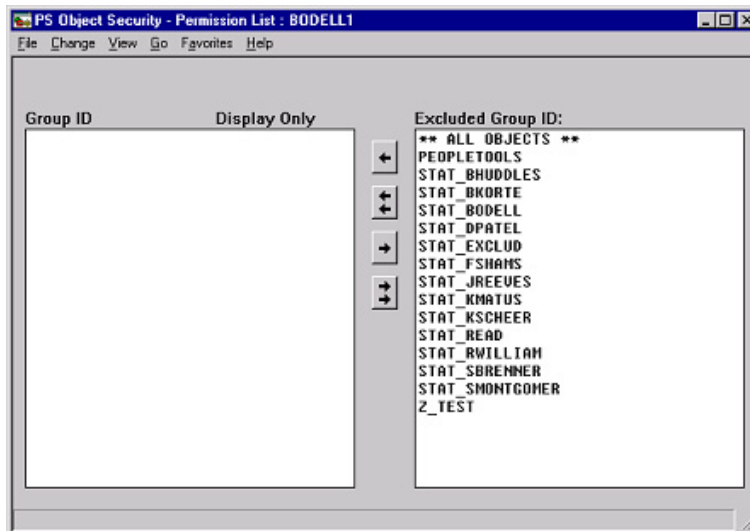 PS Object Security - Permission List : BODELL1
File Change View Go Favorites Help
Group ID Display Only Excluded Group ID:
** ALL OBJECTS **
PEOPLETOOLS
STAT_BHUDDLES
STAT_BKORTE
STAT_BODELL
STAT_DPATEL
STAT_EXCLUD
STAT_FSHAMS
STAT_JREEVES
STAT_KMATUS
STAT_KSCHEER
STAT_READ
STAT_RWILLIAM
STAT_SBRENNER
STAT_SMONTGOMER
Z_TEST